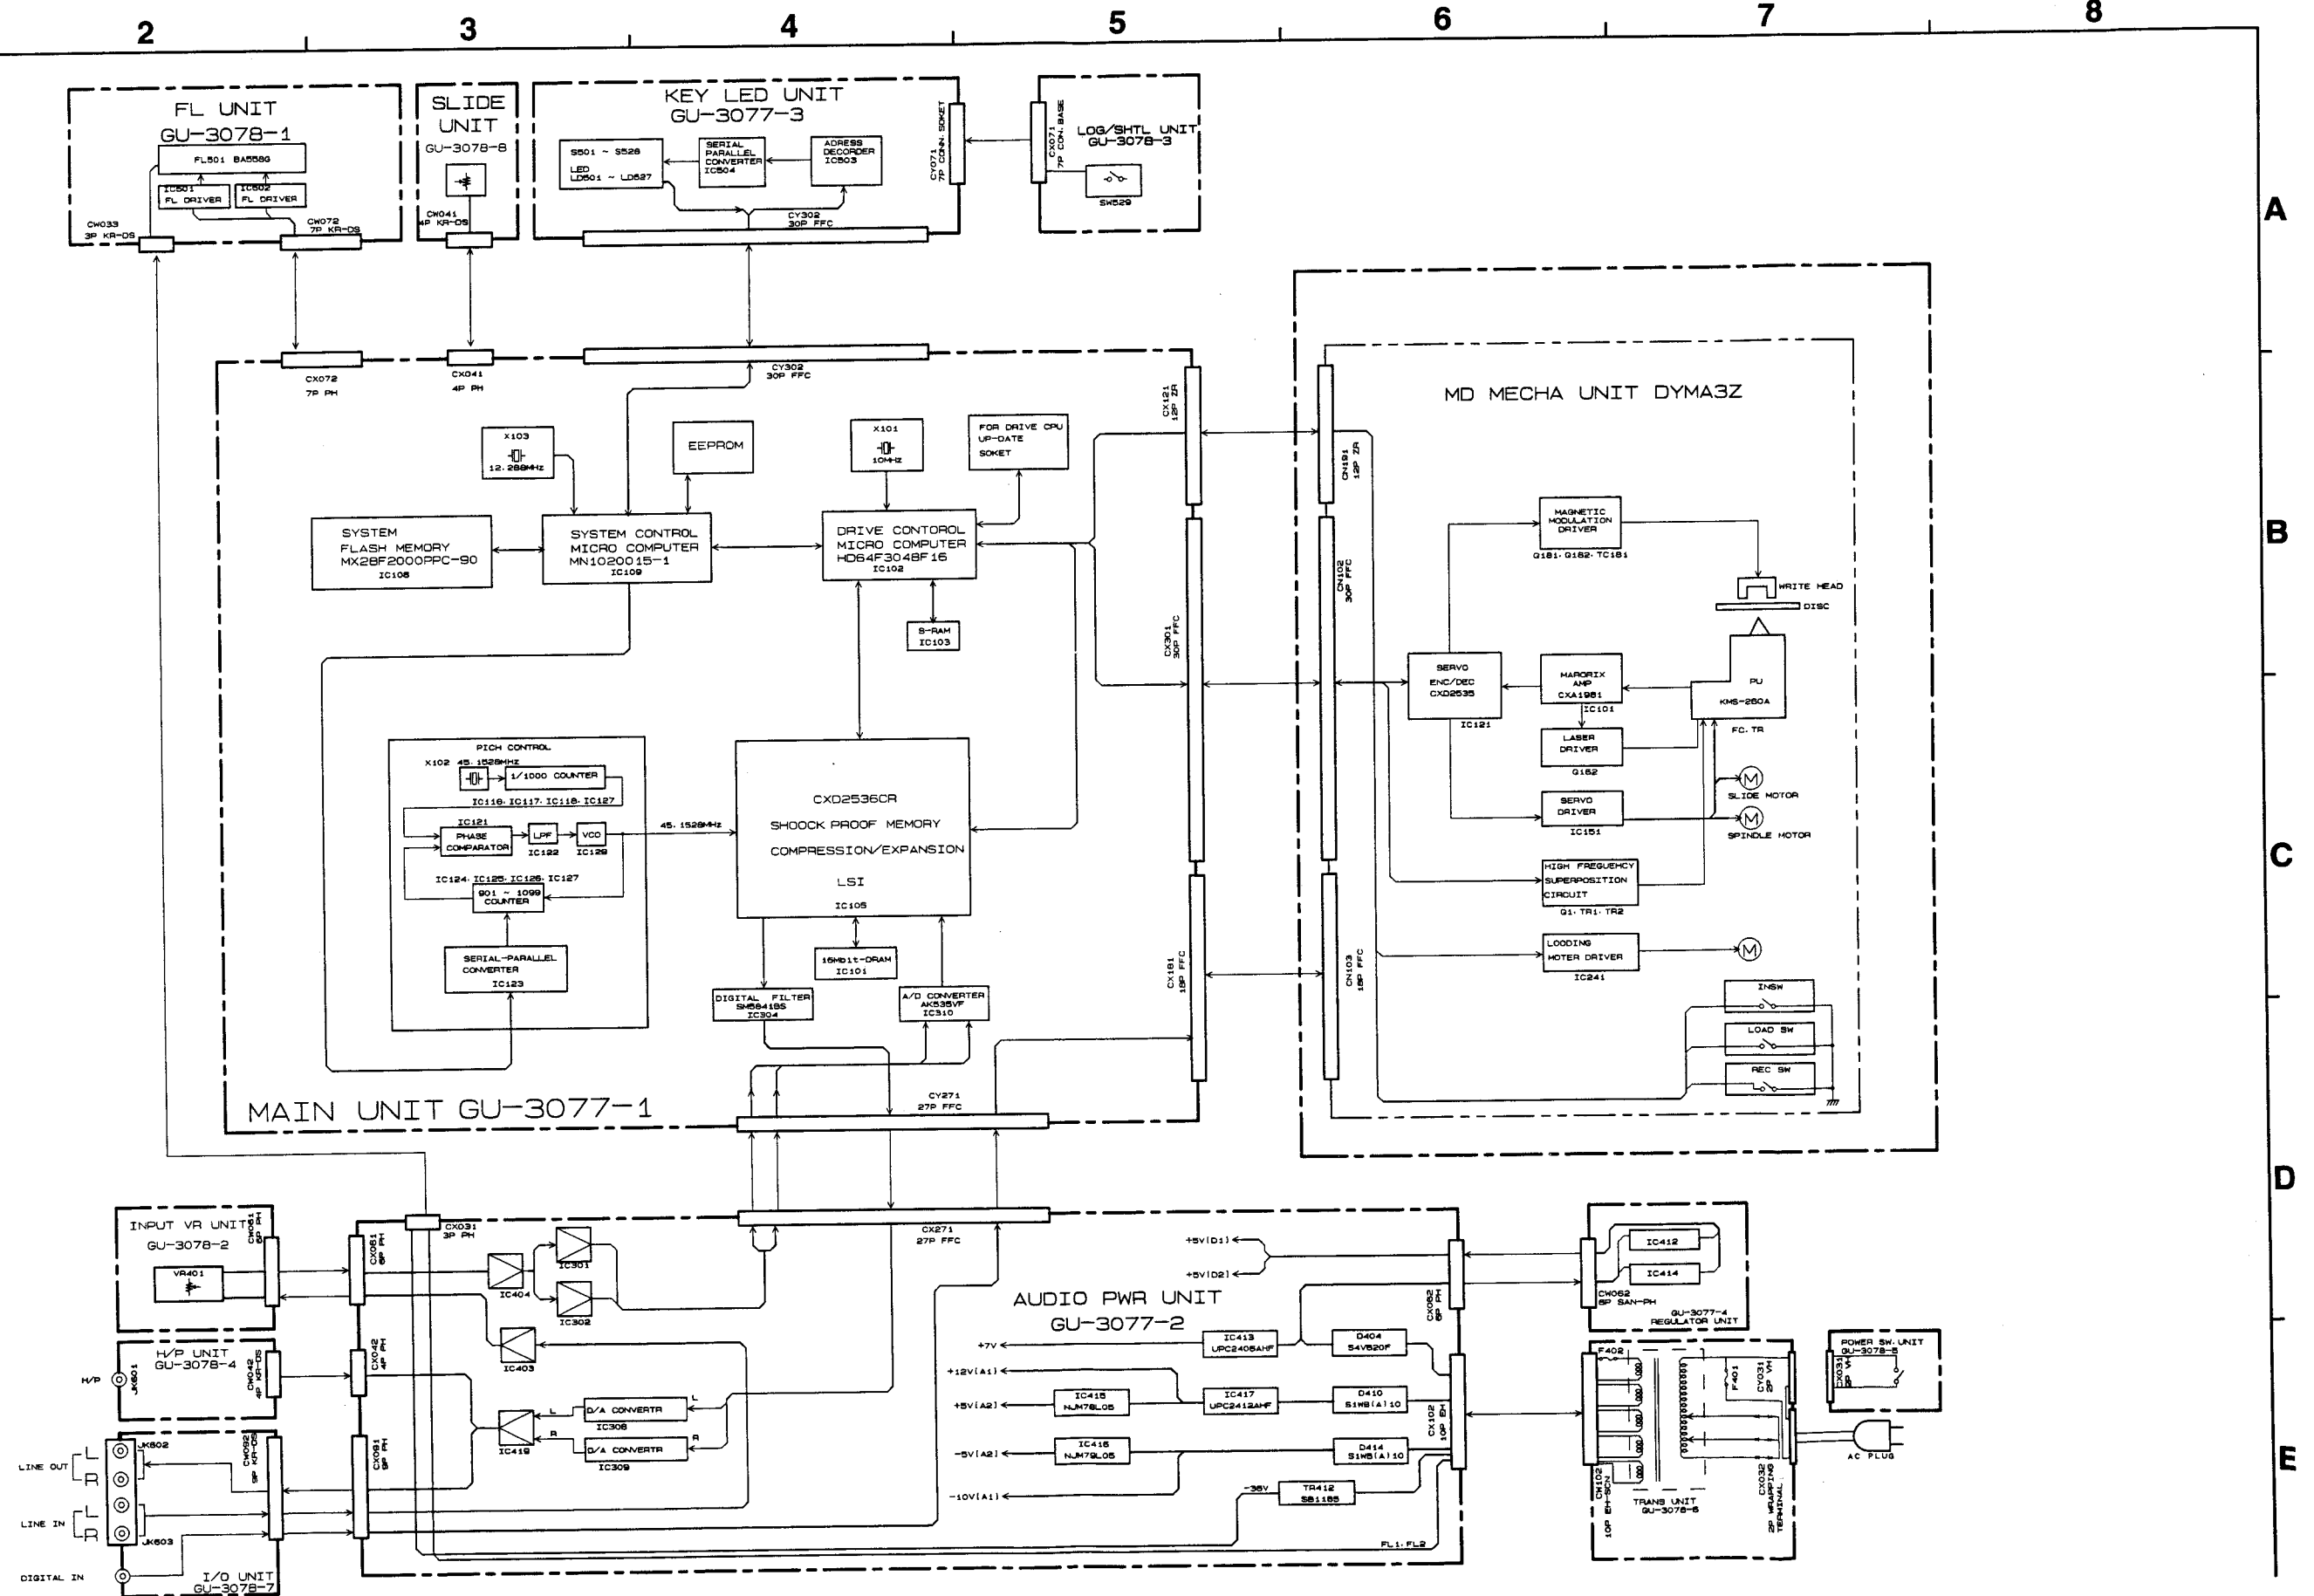 2 3 4 5 6 7 8
A
B
C
D
E
FL UNIT
GU-3078-1
FL501 BA558G
IC501
FL DRIVER
IC502
FL DRIVER
CW033
3P KR-DS
CW072
7P KR-DS
SLIDE
UNIT
GU-3078-8
CW041
4P KR-DS
KEY LED UNIT
GU-3077-3
S501 ~ S528
LED
LD501 ~ LD527
SERIAL
PARALLEL
CONVERTER
IC504
ADRESS
DECORDER
IC503
CY302
30P FFC
CY071
7P CONN. SOKET
CX071
7P CON. BASE
LOG/SHTL UNIT
GU-3078-3
SW529
CX072
7P PH
CX041
4P PH
CY302
30P FFC
X103
12.288MHz
EEPROM
X101
10MHz
FOR DRIVE CPU
UP-DATE
SOKET
SYSTEM
FLASH MEMORY
MX28F2000PPC-90
IC108
SYSTEM CONTROL
MICRO COMPUTER
MN1020015-1
IC109
DRIVE CONTOROL
MICRO COMPUTER
HD64F3048F16
IC102
S-RAM
IC103
CX121
12P ZR
CX301
30P FFC
CX181
18P FFC
PICH CONTROL
X102 45.1528MHz
1/1000 COUNTER
IC116. IC117. IC118. IC127
IC121
PHASE
COMPARATOR
LPF
IC122
VCO
IC129
45.1528MHz
IC124. IC125. IC126. IC127
901 ~ 1099
COUNTER
SERIAL-PARALLEL
CONVERTER
IC123
CXD2536CR
SHOOCK PROOF MEMORY
COMPRESSION/EXPANSION
LSI
IC105
16Mbit-DRAM
IC101
DIGITAL FILTER
SM5841BS
IC304
A/D CONVERTER
AK535VF
IC310
MAIN UNIT GU-3077-1
CY271
27P FFC
MD MECHA UNIT DYMA3Z
CN191
12P ZR
CN102
30P FFC
CN103
18P FFC
MAGNETIC
MODULATION
DRIVER
Q181. Q182. TC181
WRITE HEAD
DISC
SERVO
ENC/DEC
CXD2535
IC121
MARORIX
AMP
CXA1981
IC101
PU
KMS-260A
FC. TR
LASER
DRIVER
Q162
SERVO
DRIVER
IC151
M
SLIDE MOTOR
M
SPINDLE MOTOR
HIGH FREQUENCY
SUPERPOSITION
CIRCUIT
Q1. TR1. TR2
LOODING
MOTER DRIVER
IC241
M
INSW
LOAD SW
REC SW
INPUT VR UNIT
GU-3078-2
VR401
CW061
6P PH
CX061
6P PH
CX031
3P PH
CX271
27P FFC
IC404
IC301
IC302
IC403
H/P UNIT
GU-3078-4
H/P
JK601
CW042
4P KR-DS
CX042
4P PH
IC419
L
R
D/A CONVERTR
IC308
D/A CONVERTR
IC309
L
R
LINE OUT
L
R
JK602
LINE IN
L
R
JK603
DIGITAL IN
I/O UNIT
GU-3078-7
CW092
9P KR-DS
CX091
9P PH
AUDIO PWR UNIT
GU-3077-2
+5V(D1)
+5V(D2)
+7V
+12V(A1)
+5V(A2)
-5V(A2)
-10V(A1)
IC413
UPC2405AHF
D404
S4VB20F
IC415
NJM78L05
IC417
UPC2412AHF
D410
S1WB(A)10
IC416
NJM79L05
D414
S1WB(A)10
-36V
TR412
SB1185
FL1. FL2
CX062
6P PH
CX102
10P EH
IC412
IC414
CW062
6P SAN-PH
GU-3077-4
REGULATOR UNIT
F402
F401
CY031
2P VH
CX032
2P WRAPPING
TERMINAL
CW102
10P EH-SCN
TRANS UNIT
GU-3078-6
POWER SW. UNIT
GU-3078-5
CX031
2P VH
AC PLUG